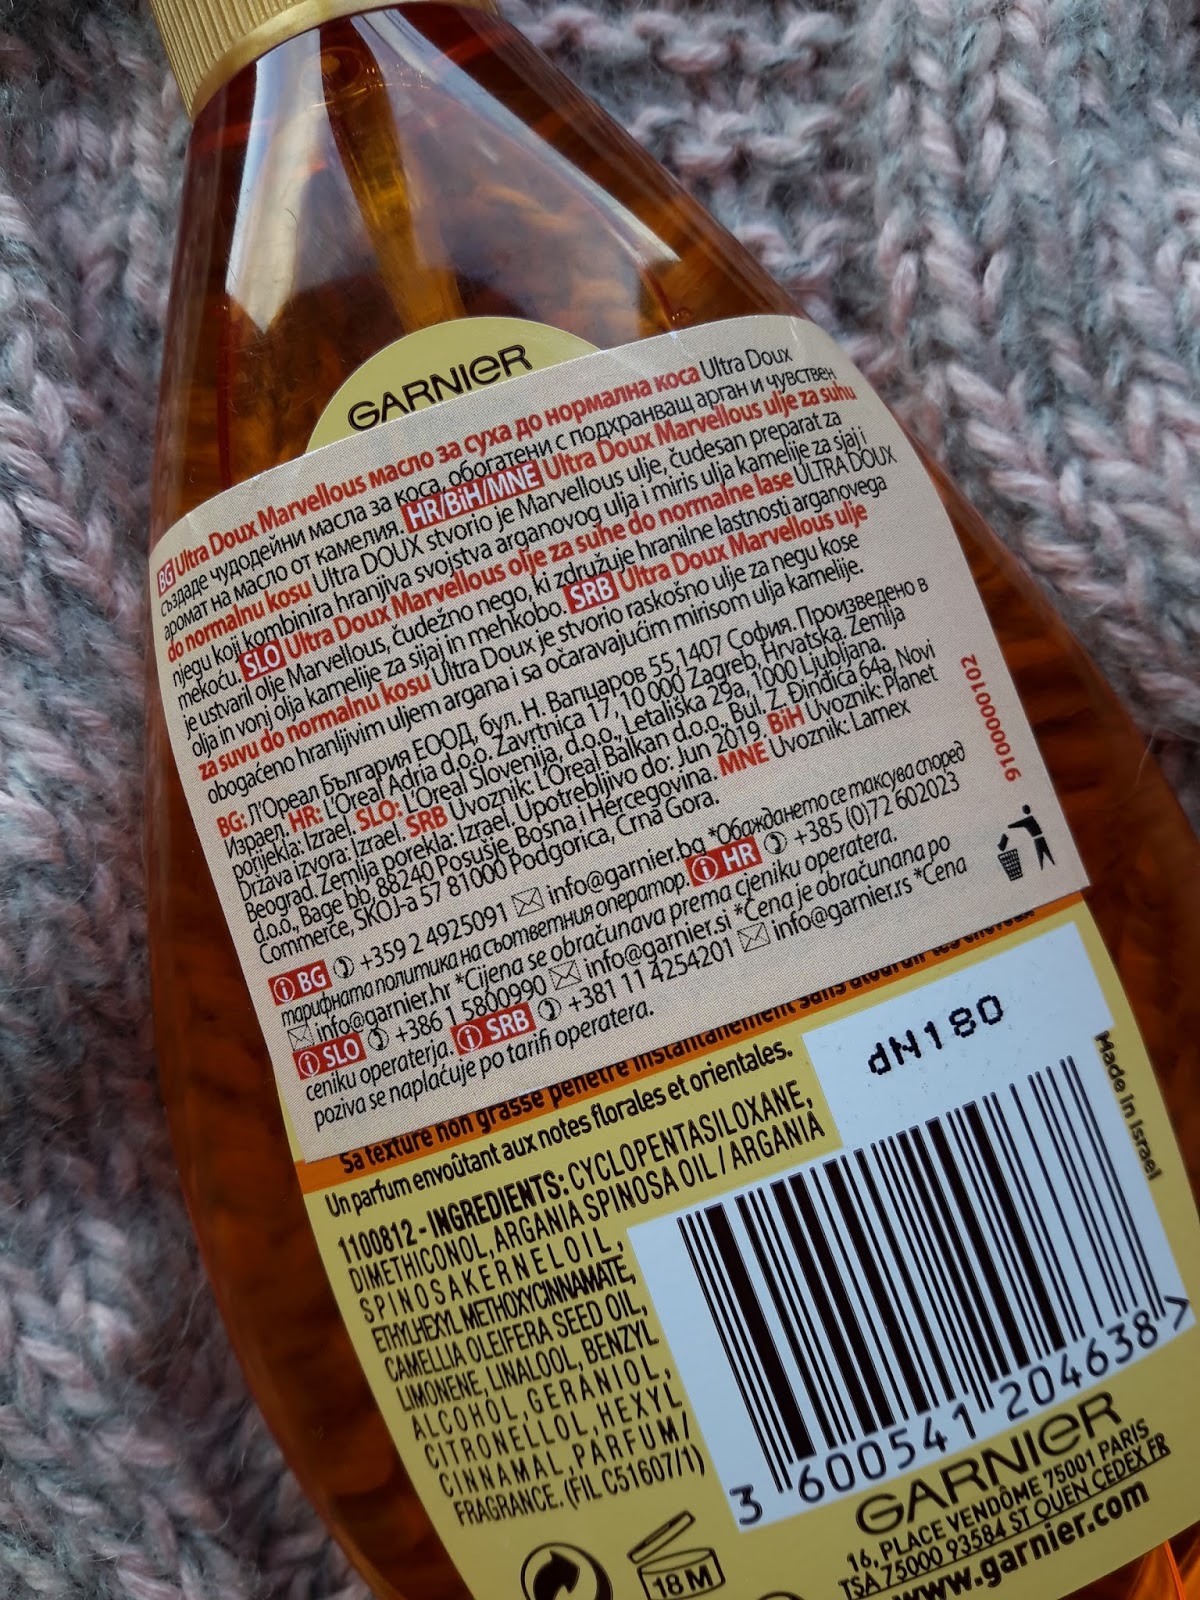 GARNIER
BG Ultra Doux Marvellous масло за суха до нормална коса Ultra Doux
създаде чудодейни масла за коса, обогатени с подхранващ арган и чувствен
аромат на масло от камелия. HR/BiH/MNE Ultra Doux Marvellous ulje za suhu
do normalnu kosu Ultra DOUX stvorio je Marvellous ulje, čudesan preparat za
njegu koji kombinira hranjiva svojstva arganovog ulja i miris ulja kamelije za sjaj i
mekoću. SLO Ultra Doux Marvellous olje za suhe do normalne lase ULTRA DOUX
je ustvaril olje Marvellous, čudežno nego, ki združuje hranilne lastnosti arganovega
olja in vonj olja kamelije za sijaj in mehkobo. SRB Ultra Doux Marvellous ulje
za suvu do normalnu kosu Ultra Doux je stvorio raskošno ulje za negu kose
obogaćeno hranljivim uljem argana i sa očaravajućim mirisom ulja kamelije.
BG: Л'Ореал България ЕООД, бул. Н. Вапцаров 55, 1407 София. Произведено в
Израел. HR: L'Oreal Adria d.o.o. Zavrtnica 17, 10 000 Zagreb, Hrvatska. Zemlja
porijekla: Izrael. SLO: L'Oreal Slovenija, d.o.o., Letališka 29a, 1000 Ljubljana.
Država izvora: Izrael. SRB Uvoznik: L'Oreal Balkan d.o.o., Bul. Z. Đinđića 64a, Novi
Beograd. Zemlja porekla: Izrael. Upotrebljivo do: Jun 2019. BiH Uvoznik: Planet
d.o.o, Bage bb, 88240 Posušje, Bosna i Hercegovina. MNE Uvoznik: Lamex
Commerce, SKOJ-a 57 81000 Podgorica, Crna Gora.
9100000102
BG +359 2 4925091 info@garnier.bg *Обаждането се таксува според
тарифната политика на съответния оператор. HR +385 (0)72 602023
info@garnier.hr *Cijena se obračunava prema cjeniku operatera.
SLO +386 1 5800990 info@garnier.si *Cena je obračunana po
ceniku operaterja. SRB +381 11 4254201 info@garnier.rs *Cena
poziva se naplaćuje po tarifi operatera.
Sa texture non grasse pénètre instantanément sans alourdir les cheveux
Un parfum envoûtant aux notes florales et orientales.
1100812 - INGREDIENTS: CYCLOPENTASILOXANE,
DIMETHICONOL, ARGANIA SPINOSA OIL / ARGANIA
SPINOSA KERNEL OIL,
ETHYLHEXYL METHOXYCINNAMATE,
CAMELLIA OLEIFERA SEED OIL,
LIMONENE, LINALOOL, BENZYL
ALCOHOL, GERANIOL,
CITRONELLOL, HEXYL
CINNAMAL, PARFUM /
FRAGRANCE. (FIL C51607/1)
dN180
Made in Israel
3 600541 204638 >
18 M
GARNIER
16, PLACE VENDÔME 75001 PARIS
TSA 75000 93584 ST OUEN CEDEX FR
www.garnier.com